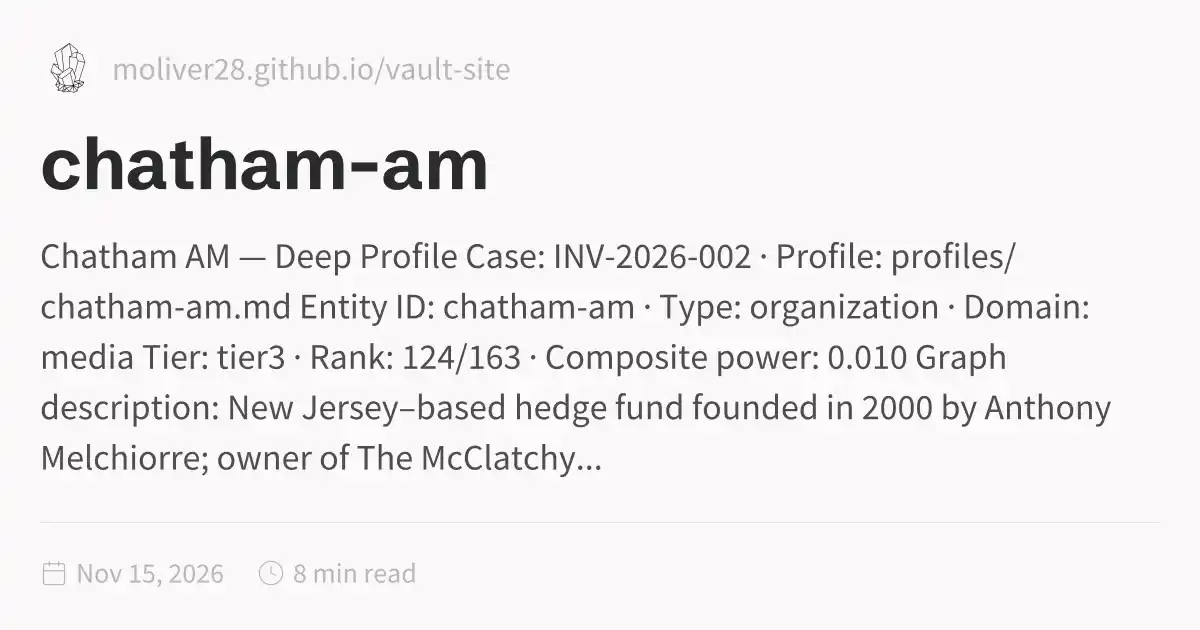 moliver28.github.io/vault-site
chatham-am
Chatham AM — Deep Profile Case: INV-2026-002 · Profile: profiles/
chatham-am.md Entity ID: chatham-am · Type: organization · Domain:
media Tier: tier3 · Rank: 124/163 · Composite power: 0.010 Graph
description: New Jersey–based hedge fund founded in 2000 by Anthony
Melchiorre; owner of The McClatchy...
Nov 15, 2026 8 min read